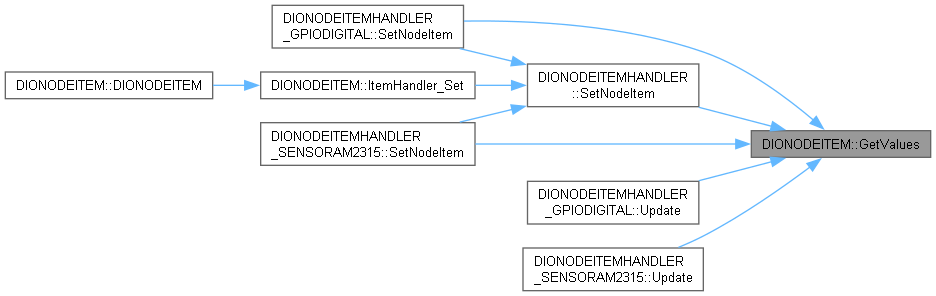 DIONODEITEMHANDLER
_GPIODIGITAL::SetNodeItem
DIONODEITEM::DIONODEITEM
DIONODEITEM::ItemHandler_Set
DIONODEITEMHANDLER
::SetNodeItem
DIONODEITEMHANDLER
_SENSORAM2315::SetNodeItem
DIONODEITEM::GetValues
DIONODEITEMHANDLER
_GPIODIGITAL::Update
DIONODEITEMHANDLER
_SENSORAM2315::Update